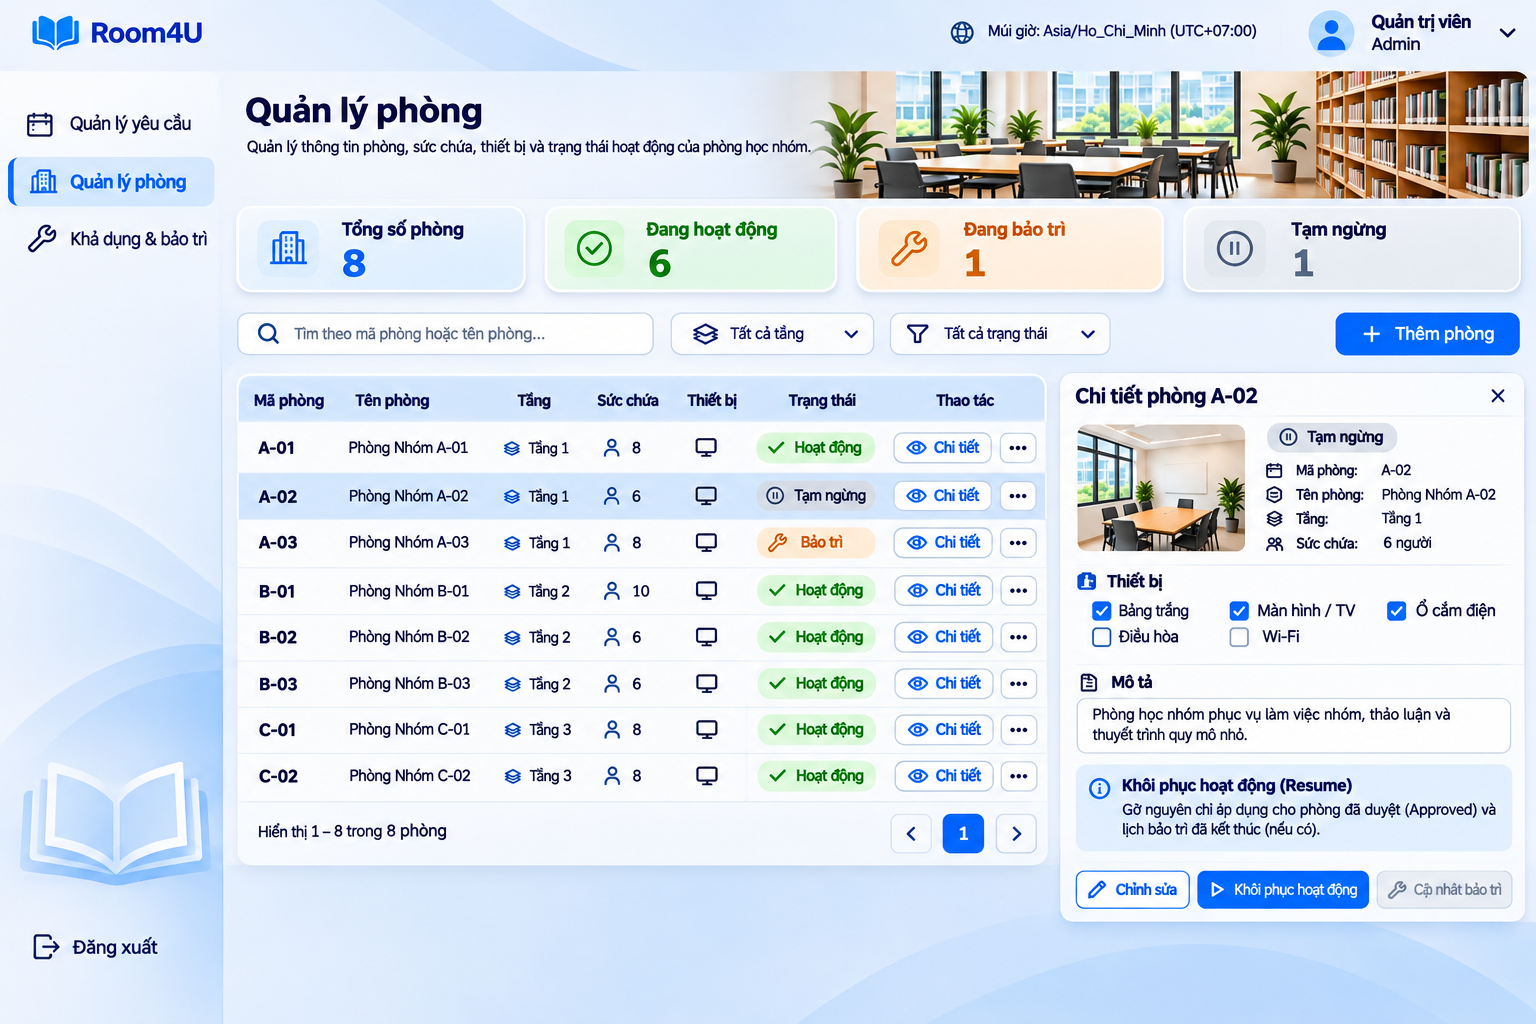 Room4U
Múi giờ: Asia/Ho_Chi_Minh (UTC+07:00)
Quản trị viên
Admin
Quản lý yêu cầu
Quản lý phòng
Khả dụng & bảo trì
Đăng xuất
Quản lý phòng
Quản lý thông tin phòng, sức chứa, thiết bị và trạng thái hoạt động của phòng học nhóm.
Tổng số phòng
8
Đang hoạt động
6
Đang bảo trì
1
Tạm ngừng
1
Tìm theo mã phòng hoặc tên phòng...
Tất cả tầng
Tất cả trạng thái
+ Thêm phòng
Mã phòng Tên phòng Tầng Sức chứa Thiết bị Trạng thái Thao tác
A-01 Phòng Nhóm A-01 Tầng 1 8 Hoạt động Chi tiết •••
A-02 Phòng Nhóm A-02 Tầng 1 6 Tạm ngừng Chi tiết •••
A-03 Phòng Nhóm A-03 Tầng 1 8 Bảo trì Chi tiết •••
B-01 Phòng Nhóm B-01 Tầng 2 10 Hoạt động Chi tiết •••
B-02 Phòng Nhóm B-02 Tầng 2 6 Hoạt động Chi tiết •••
B-03 Phòng Nhóm B-03 Tầng 2 6 Hoạt động Chi tiết •••
C-01 Phòng Nhóm C-01 Tầng 3 8 Hoạt động Chi tiết •••
C-02 Phòng Nhóm C-02 Tầng 3 8 Hoạt động Chi tiết •••
Hiển thị 1 – 8 trong 8 phòng
1
Chi tiết phòng A-02
Tạm ngừng
Mã phòng: A-02
Tên phòng: Phòng Nhóm A-02
Tầng: Tầng 1
Sức chứa: 6 người
Thiết bị
Bảng trắng Màn hình / TV Ổ cắm điện
Điều hòa Wi-Fi
Mô tả
Phòng học nhóm phục vụ làm việc nhóm, thảo luận và
thuyết trình quy mô nhỏ.
Khôi phục hoạt động (Resume)
Gỡ nguyên chỉ áp dụng cho phòng đã duyệt (Approved) và
lịch bảo trì đã kết thúc (nếu có).
Chỉnh sửa
Khôi phục hoạt động
nhât bảo trì